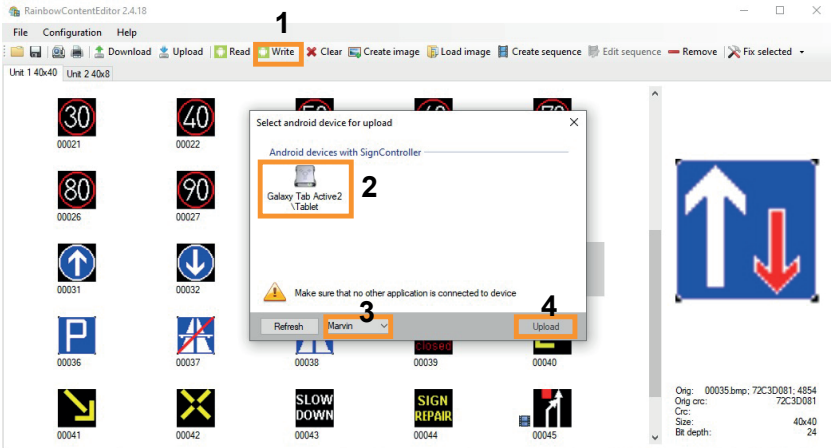 RainbowContentEditor 2.4.18
1
File Configuration Help
Download Upload Read Write Clear Create image Load image Create sequence Edit sequence Remove Fix selected
Unit 1 40x40 Unit 2 40x8
30 40
00021 00022
Select android device for upload
Android devices with SignController
Galaxy Tab Active2
\Tablet
2
80 90
00026 00027
00031 00032
Make sure that no other application is connected to device
3 4
Refresh Marvin Upload
P closed
00036 00037 00038 00039 00040
SLOW
DOWN
SIGN
REPAIR
00041 00042 00043 00044 00045
Orig: 00035.bmp; 72C3D081; 4854
Orig crc: 72C3D081
Crc:
Size: 40x40
Bit depth: 24